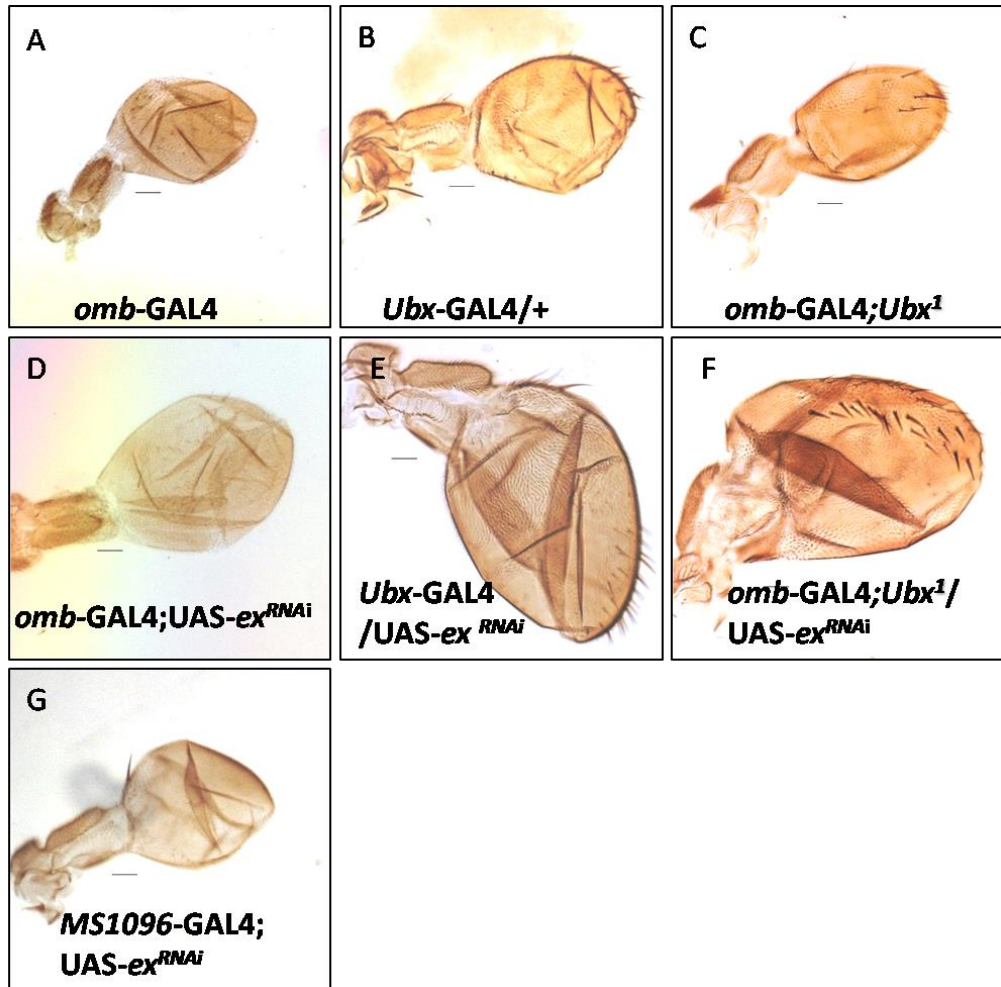 A
omb-GAL4
B
Ubx-GAL4/+
C
omb-GAL4;Ubx1
D
omb-GAL4;UAS-exRNAi
E
Ubx-GAL4
/UAS-ex RNAi
F
omb-GAL4;Ubx1/
UAS-exRNAi
G
MS1096-GAL4;
UAS-exRNAi